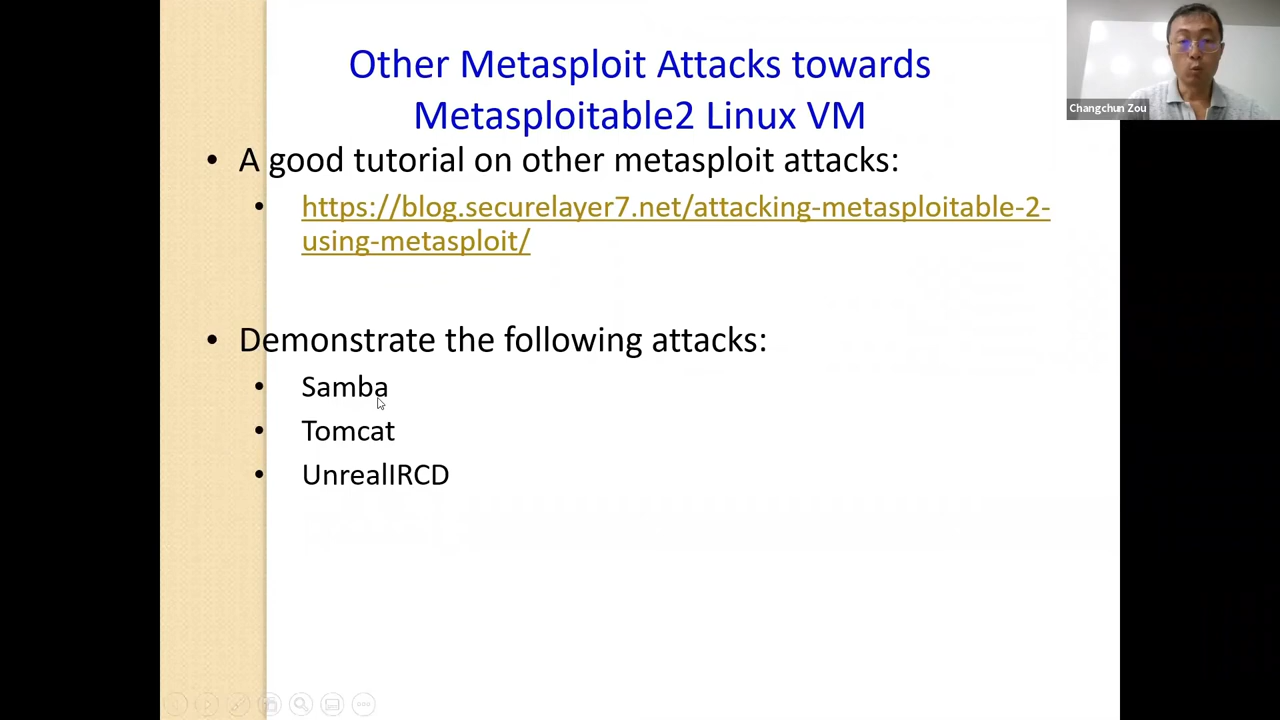 Other Metasploit Attacks towards
Metasploitable2 Linux VM
• A good tutorial on other metasploit attacks:
• https://blog.securelayer7.net/attacking-metasploitable-2-
using-metasploit/
• Demonstrate the following attacks:
• Samba
• Tomcat
• UnrealIRCD
Changchun Zou